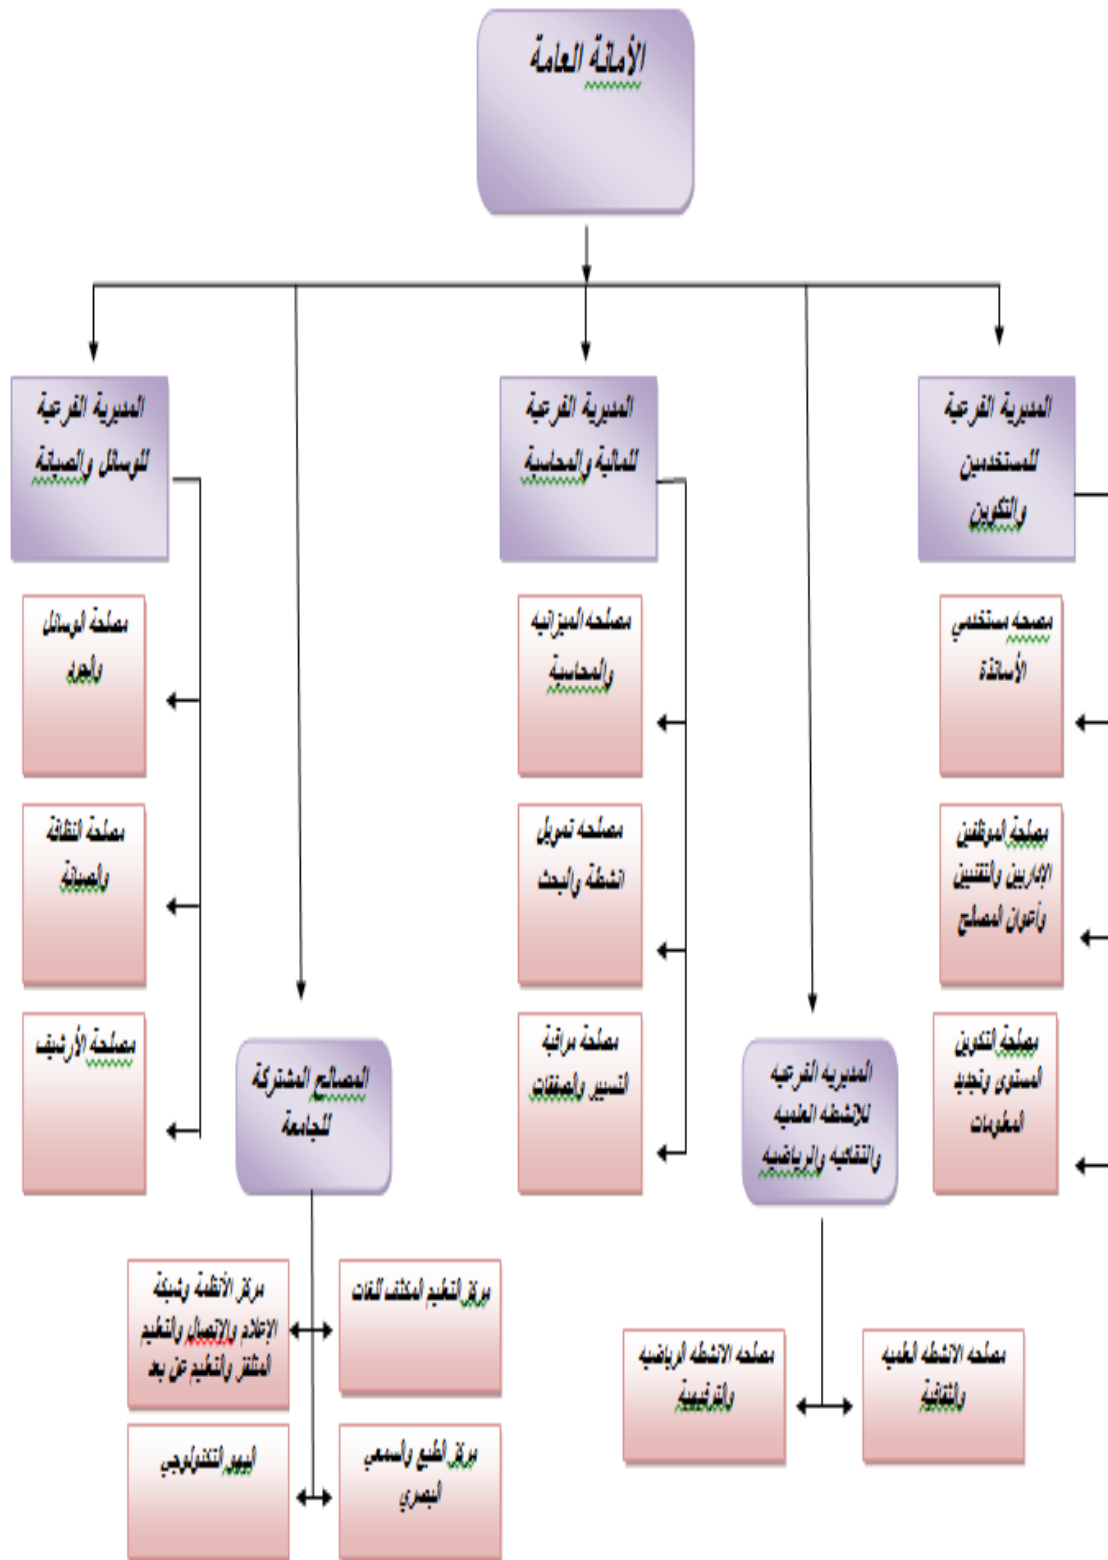 الأمانة العامة
المديرية الفرعية
للمستخدمين
والتكوين
المديرية الفرعية
للمالية والمحاسبة
المديرية الفرعية
للوسائل والصيانة
مصحه مستخدمي
الأساتذة
مصلحة الموظفين
الإداريين والتقنيين
وأعوان المصالح
مصلحة التكوين
المستوى وتجديد
المعلومات
مصلحه الميزانيه
والمحاسبة
مصلحه تمويل
انشطة والبحث
مصلحة مراقبة
التسيير والصفقات
مصلحة الوسائل
والجرد
مصلحة النظافة
والصيانة
مصلحة الأرشيف
المديريه الفرعيه
للانشطه العلميه
والثقافيه والرياضيه
المصالح المشتركة
للجامعة
مصلحه الانشطه العلميه
والثقافية
مصلحه الانشطه الرياضيه
والترفيهية
مركز التعليم المكثف للغات
مركز الأنظمة وشبكة
الإعلام والاتصال والتعليم
المتلفز والتعليم عن بعد
مركز الطبع والسمعي
البصري
البهو التكنولوجي